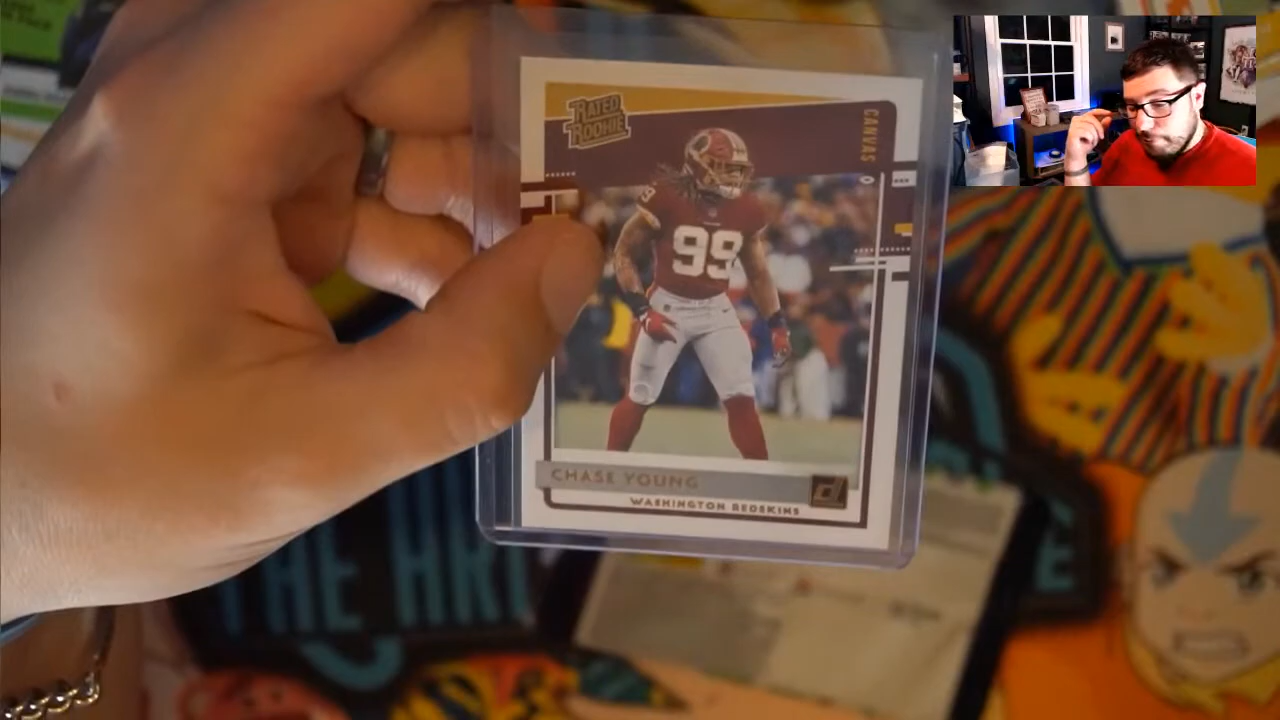 RATED
ROOKIE
CANVAS
99
CHASE YOUNG
WASHINGTON REDSKINS
THE ART